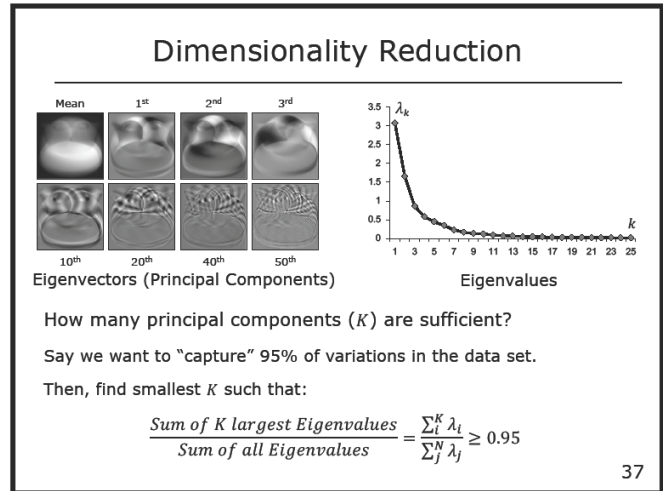 Dimensionality Reduction
Mean 1st 2nd 3rd
10th 20th 40th 50th
Eigenvectors (Principal Components)
3.5
3
2.5
2
1.5
1
0.5
0
λₖ
k
1 3 5 7 9 11 13 15 17 19 21 23 25
Eigenvalues
How many principal components (K) are sufficient?
Say we want to “capture” 95% of variations in the data set.
Then, find smallest K such that:
Sum of K largest Eigenvalues / Sum of all Eigenvalues = ∑ᵢᴷ λᵢ / ∑ⱼᴺ λⱼ ≥ 0.95
37